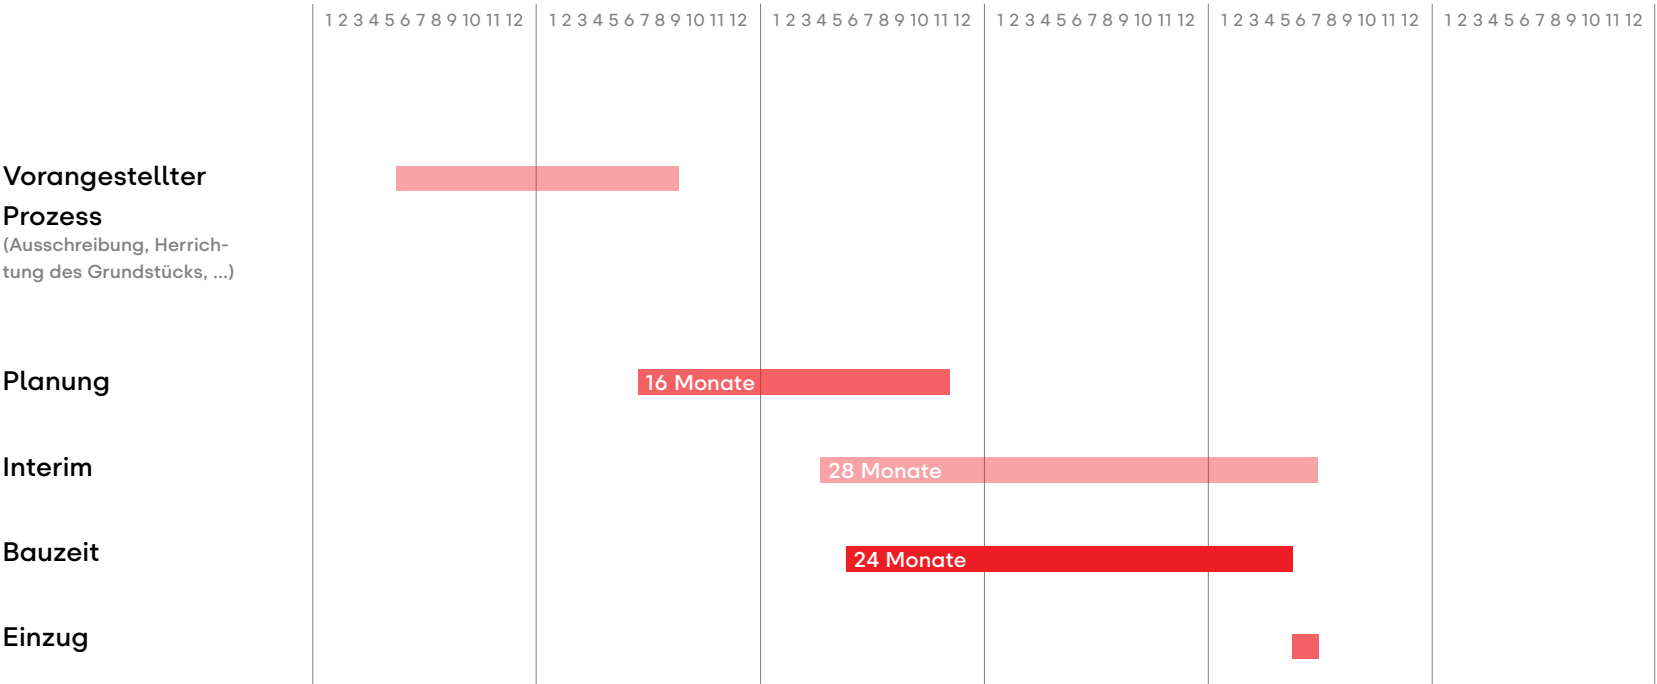 1 2 3 4 5 6 7 8 9 10 11 12 1 2 3 4 5 6 7 8 9 10 11 12 1 2 3 4 5 6 7 8 9 10 11 12 1 2 3 4 5 6 7 8 9 10 11 12 1 2 3 4 5 6 7 8 9 10 11 12 1 2 3 4 5 6 7 8 9 10 11 12
Vorangestellter
Prozess
(Ausschreibung, Herrich-
tung des Grundstücks, ...)
Planung 16 Monate
Interim 28 Monate
Bauzeit 24 Monate
Einzug